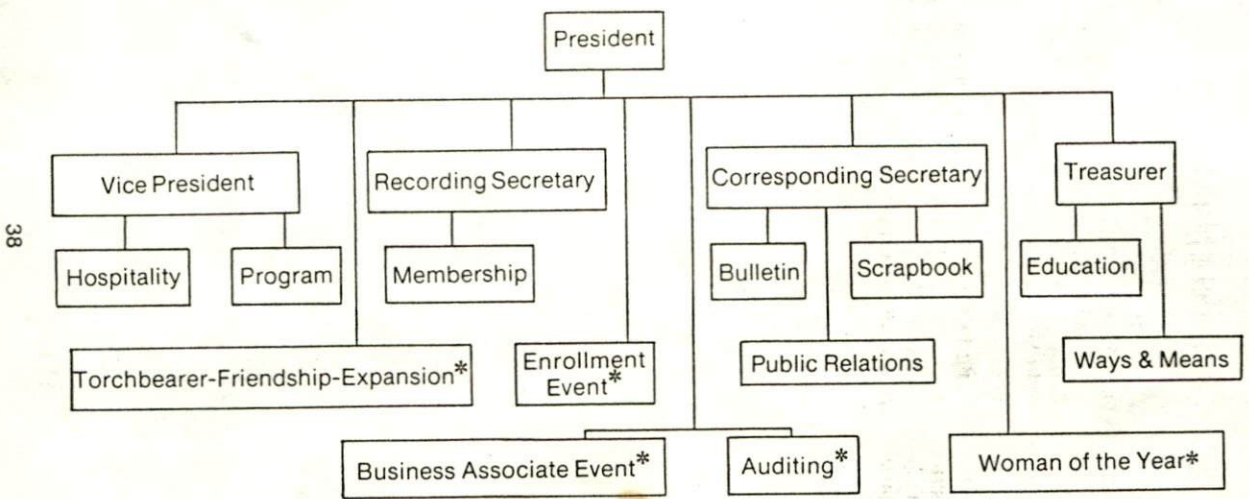 President
Vice President
Recording Secretary
Corresponding Secretary
Treasurer
Hospitality
Program
Membership
Bulletin
Scrapbook
Education
Torchbearer-Friendship-Expansion*
Enrollment
Event*
Public Relations
Ways & Means
Business Associate Event*
Auditing*
Woman of the Year*
38